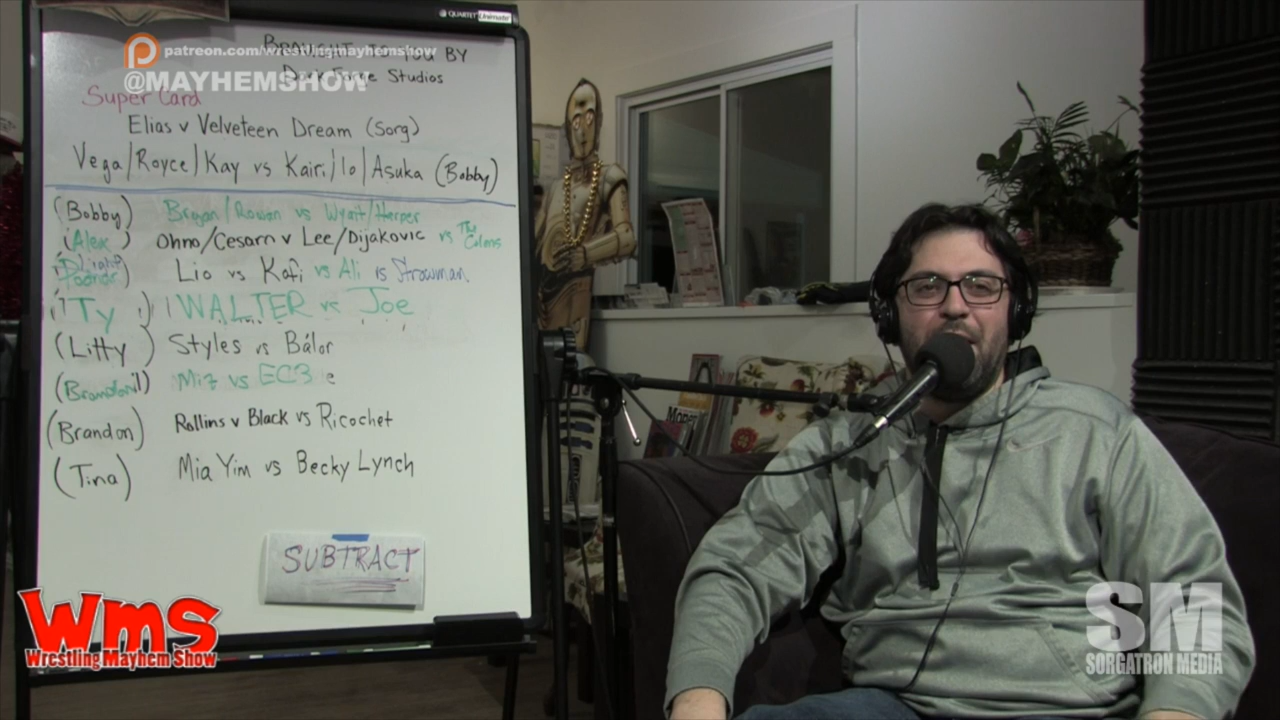 QUARTET Unimate
patreon.com/wrestlingmayhemshow
BROUGHT TO YOU BY
@MAYHEMSHOW
Studios
Super Card
Elias v Velveteen Dream (Sorg)
Vega/Royce/Kay vs Kairi/Io/Asuka (Bobby)
(Bobby) Bryan/Rowan vs Wyatt/Harper
(Alex) Ohno/Cesaro v Lee/Dijakovic vs The Colons
Lio vs Kofi vs Ali vs Strowman
(Ty) WALTER vs Joe
(Litty) Styles vs Bálor
Miz vs EC3 e
(Brandon) Rollins v Black vs Ricochet
(Tina) Mia Yim vs Becky Lynch
SUBTRACT
Wms
Wrestling Mayhem Show
Money
SM
SORGATRON MEDIA